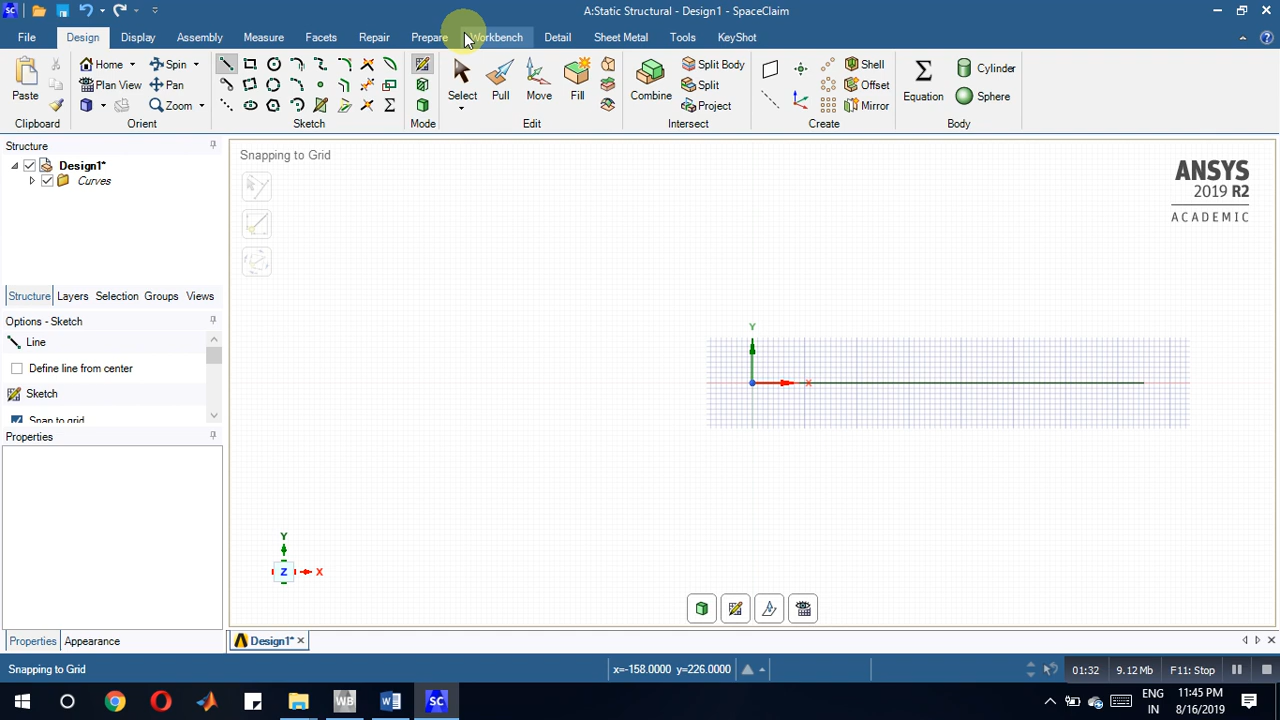 A:Static Structural - Design1 - SpaceClaim
File Design Display Assembly Measure Facets Repair Prepare Workbench Detail Sheet Metal Tools KeyShot
Paste
Home
Spin
Plan View
Pan
Zoom
Select
Pull
Move
Fill
Combine
Split Body
Split
Project
Shell
Offset
Mirror
Equation
Cylinder
Sphere
Clipboard Orient Sketch Mode Edit Intersect Create Body
Structure
Design1*
Curves
Structure Layers Selection Groups Views
Options - Sketch
Line
Define line from center
Sketch
Snap to grid
Properties
Properties Appearance
Snapping to Grid
ANSYS
2019 R2
ACADEMIC
Y
X
Y
Z
X
Design1*
Snapping to Grid
x=-158.0000 y=226.0000
01:32
9.12 Mb
F11: Stop
SC
WB
SC
ENG
IN
11:45 PM
8/16/2019